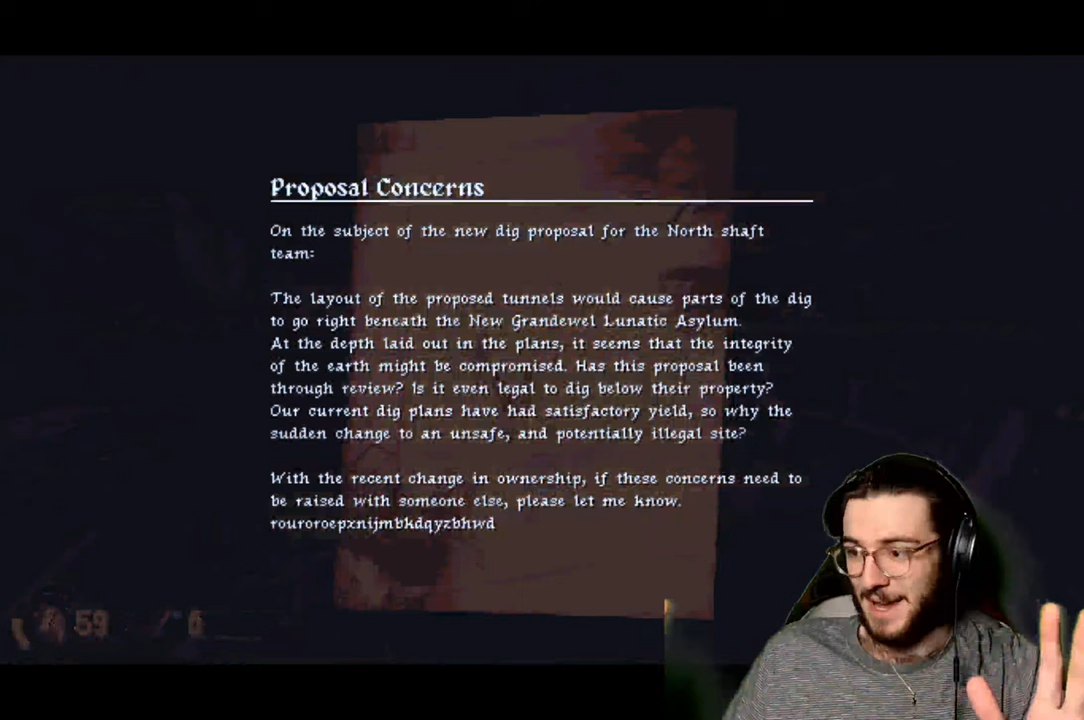 Proposal Concerns
On the subject of the new dig proposal for the North shaft
team:
The layout of the proposed tunnels would cause parts of the dig
to go right beneath the New Grandewel Lunatic Asylum.
At the depth laid out in the plans, it seems that the integrity
of the earth might be compromised. Has this proposal been
through review? Is it even legal to dig below their property?
Our current dig plans have had satisfactory yield, so why the
sudden change to an unsafe, and potentially illegal site?
With the recent change in ownership, if these concerns need to
be raised with someone else, please let me know.
rouroroepxnijmbkdqyzbhwd
59
6